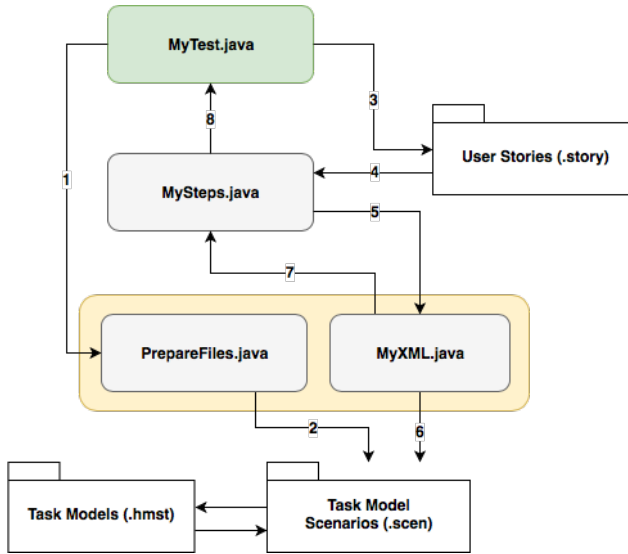 MyTest.java
3
8
User Stories (.story)
4
1
MySteps.java
5
7
PrepareFiles.java
MyXML.java
2
6
Task Models (.hmst)
Task Model
Scenarios (.scen)